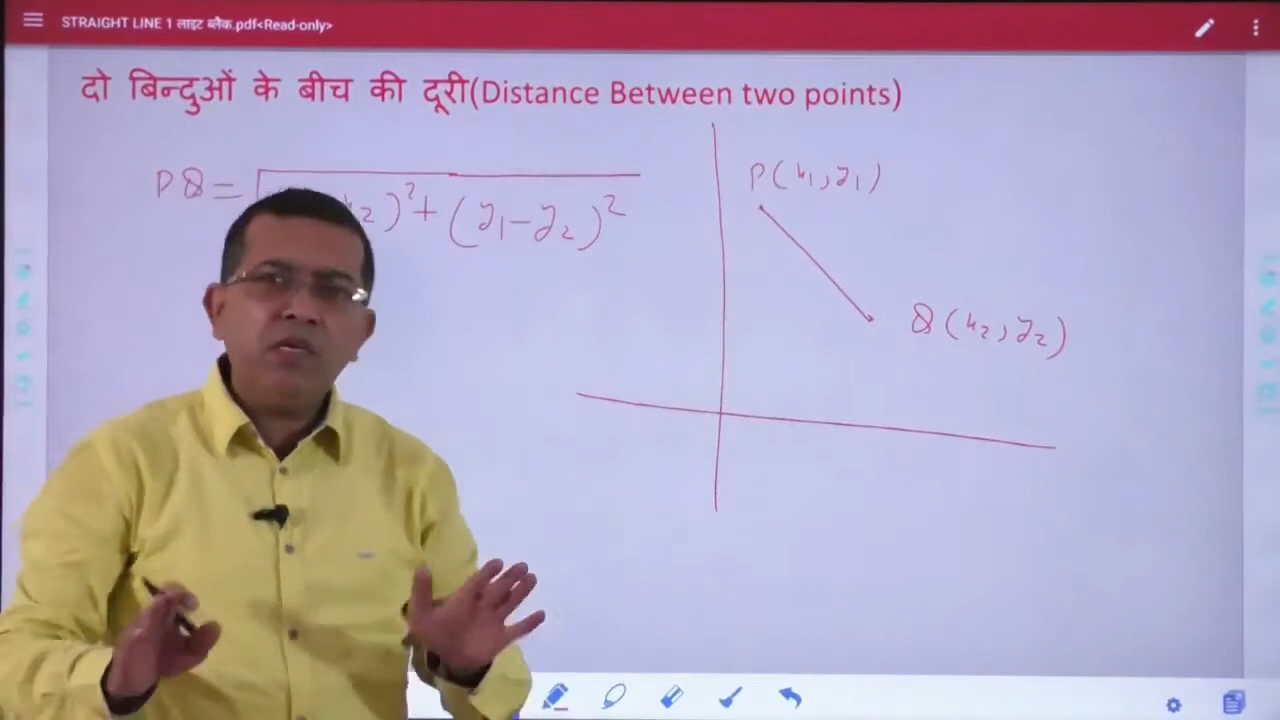 STRAIGHT LINE 1 लाइट ब्लैक.pdf<Read-only>
दो बिन्दुओं के बीच की दूरी(Distance Between two points)
PQ = √ x₂)² + (y₁ - y₂)²
P(x₁, y₁)
Q(x₂, y₂)